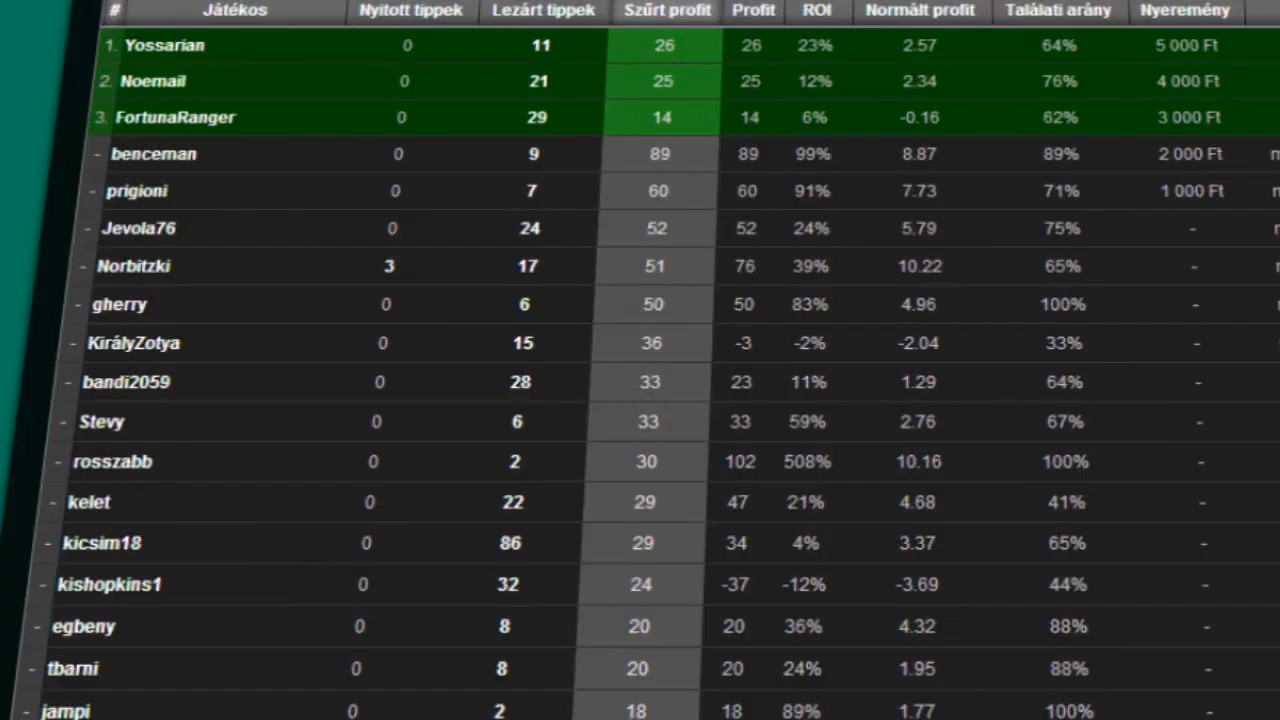 # Játékos Nyitott tippek Lezárt tippek Szűrt profit Profit ROI Normált profit Találati arány Nyeremény
1. Yossarian 0 11 26 26 23% 2.57 64% 5 000 Ft
2. Noemail 0 21 25 25 12% 2.34 76% 4 000 Ft
3. FortunaRanger 0 29 14 14 6% -0.16 62% 3 000 Ft
- benceman 0 9 89 89 99% 8.87 89% 2 000 Ft
- prigioni 0 7 60 60 91% 7.73 71% 1 000 Ft
- Jevola76 0 24 52 52 24% 5.79 75% -
- Norbitzki 3 17 51 76 39% 10.22 65% -
- gherry 0 6 50 50 83% 4.96 100% -
- KirályZotya 0 15 36 -3 -2% -2.04 33% -
- bandi2059 0 28 33 23 11% 1.29 64% -
- Stevy 0 6 33 33 59% 2.76 67% -
- rosszabb 0 2 30 102 508% 10.16 100% -
- kelet 0 22 29 47 21% 4.68 41% -
- kicsim18 0 86 29 34 4% 3.37 65% -
- kishopkins1 0 32 24 -37 -12% -3.69 44% -
- egbeny 0 8 20 20 36% 4.32 88% -
- tbarni 0 8 20 20 24% 1.95 88% -
- jampi 0 2 18 18 89% 1.77 100% -